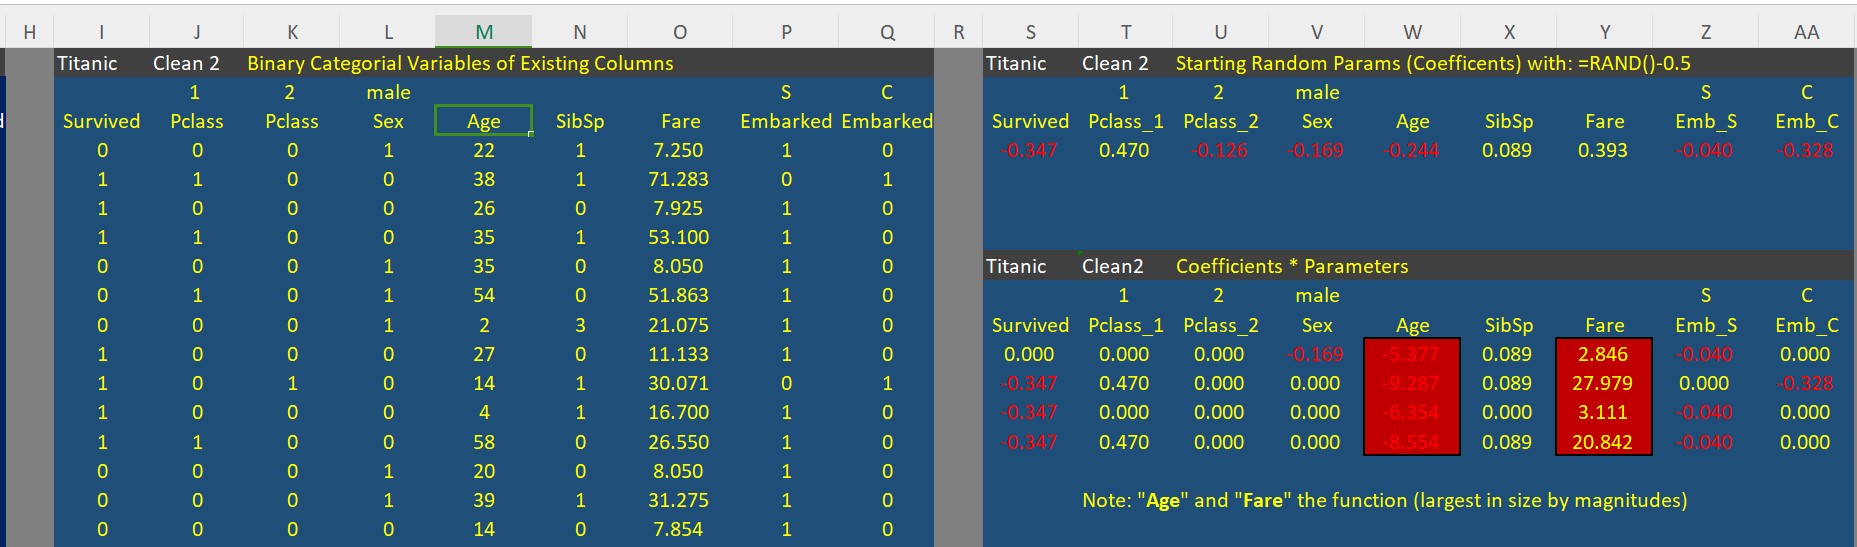 H I J K L M N O P Q R S T U V W X Y Z AA
Titanic Clean 2 Binary Categorial Variables of Existing Columns
1 2 male S C
Survived Pclass Pclass Sex Age SibSp Fare Embarked Embarked
0 0 0 1 22 1 7.250 1 0
1 1 0 0 38 1 71.283 0 1
1 0 0 0 26 0 7.925 1 0
1 1 0 0 35 1 53.100 1 0
0 0 0 1 35 0 8.050 1 0
0 1 0 1 54 0 51.863 1 0
0 0 0 1 2 3 21.075 1 0
1 0 0 0 27 0 11.133 1 0
1 0 1 0 14 1 30.071 0 1
1 0 0 0 4 1 16.700 1 0
1 1 0 0 58 0 26.550 1 0
0 0 0 1 20 0 8.050 1 0
0 0 0 1 39 1 31.275 1 0
0 0 0 0 14 0 7.854 1 0
Titanic Clean 2 Starting Random Params (Coefficents) with: =RAND()-0.5
1 2 male S C
Survived Pclass_1 Pclass_2 Sex Age SibSp Fare Emb_S Emb_C
-0.347 0.470 -0.126 -0.169 -0.244 0.089 0.393 -0.040 -0.328
Titanic Clean2 Coefficients * Parameters
1 2 male S C
Survived Pclass_1 Pclass_2 Sex Age SibSp Fare Emb_S Emb_C
0.000 0.000 0.000 -0.169 -5.377 0.089 2.846 -0.040 0.000
-0.347 0.470 0.000 0.000 -9.287 0.089 27.979 0.000 -0.328
-0.347 0.000 0.000 0.000 -6.354 0.000 3.111 -0.040 0.000
-0.347 0.470 0.000 0.000 -8.554 0.089 20.842 -0.040 0.000
Note: "Age" and "Fare" the function (largest in size by magnitudes)